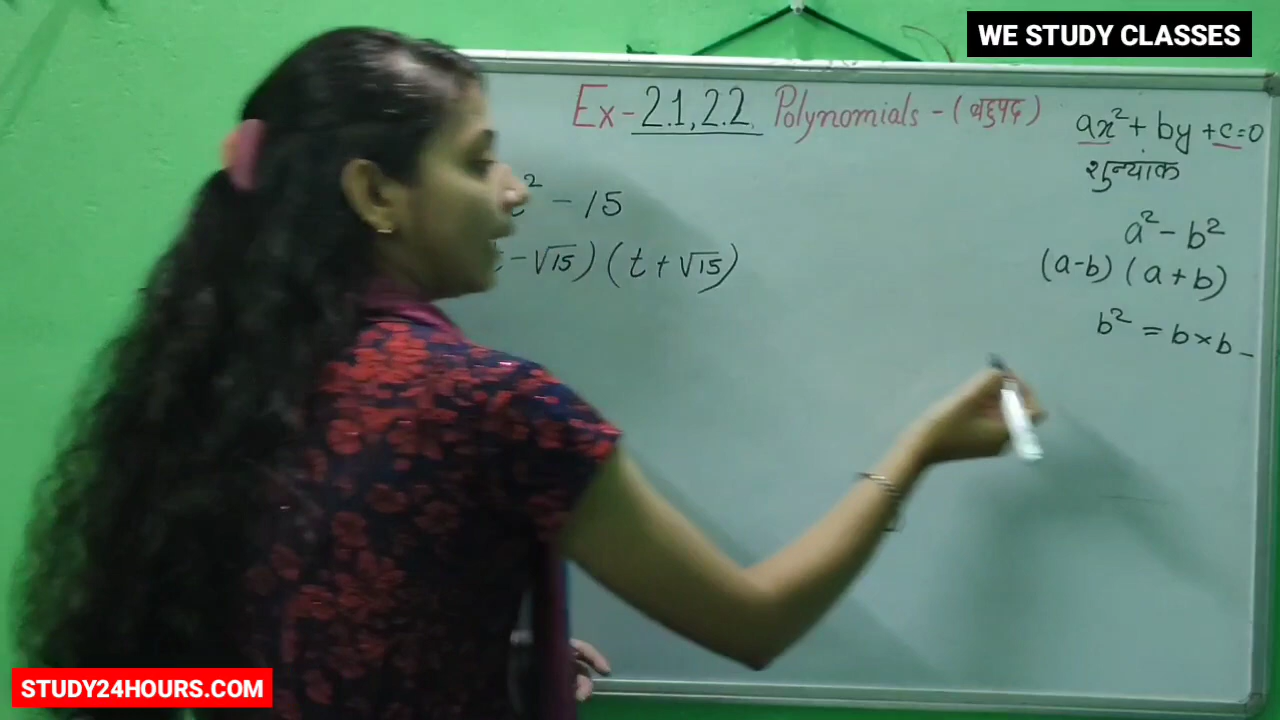 WE STUDY CLASSES
Ex-2.1, 2.2. Polynomials - (बहुपद)
ax² + by + c = 0
शुन्यांक
² - 15
a² - b²
- √15) (t + √15)
(a-b) (a + b)
b² = b × b -
STUDY24HOURS.COM